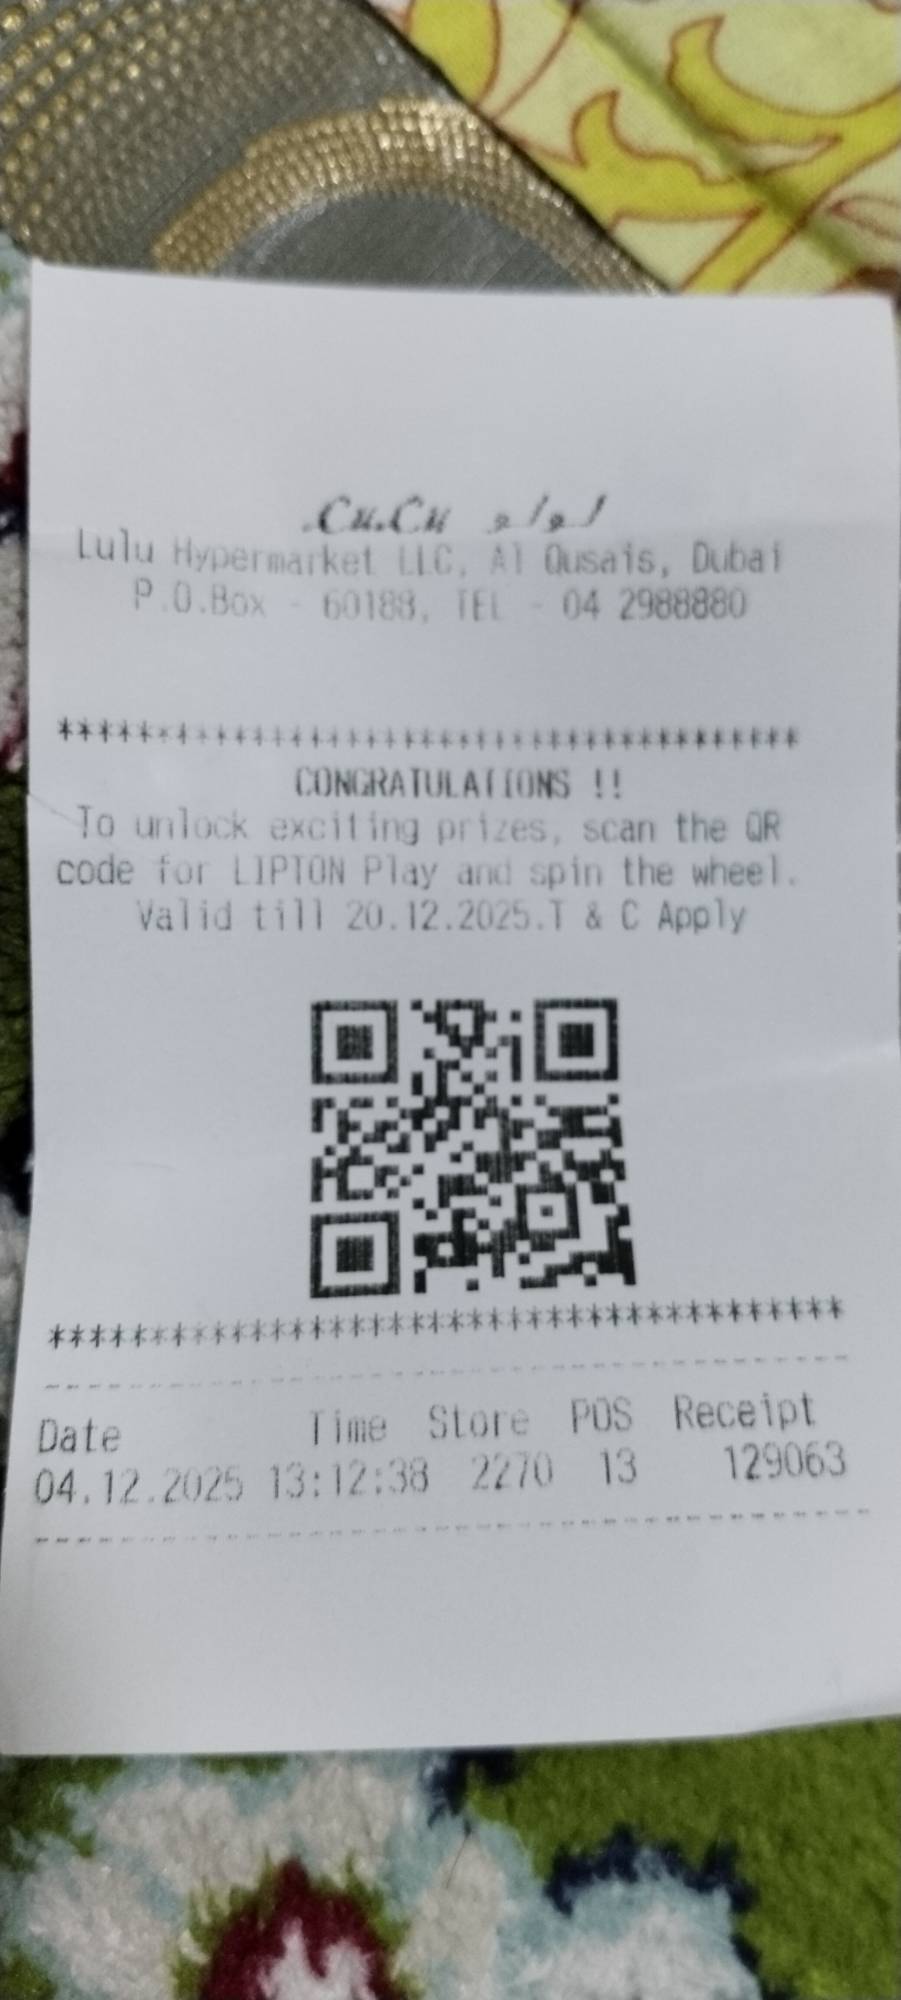 LuLu لولو
Lulu Hypermarket LLC, Al Qusais, Dubai
P.O.Box - 60188, TEL - 04 2988880
****************************************
CONGRATULATIONS !!
To unlock exciting prizes, scan the QR
code for LIPTON Play and spin the wheel.
Valid till 20.12.2025.T & C Apply
****************************************
Date Time Store POS Receipt
04.12.2025 13:12:38 2270 13 129063